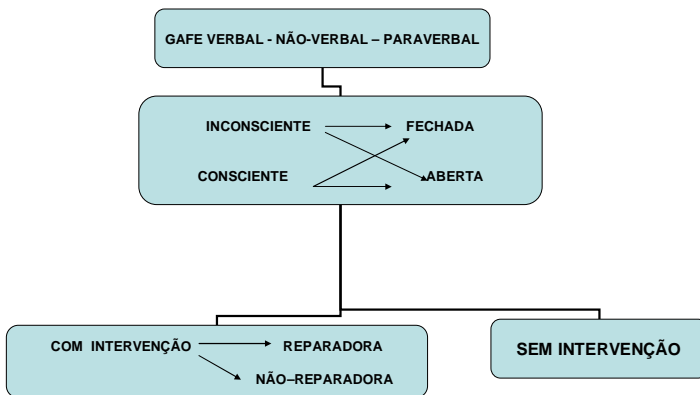 GAFE VERBAL - NÃO-VERBAL – PARAVERBAL
INCONSCIENTE FECHADA
CONSCIENTE ABERTA
COM INTERVENÇÃO REPARADORA
NÃO–REPARADORA
SEM INTERVENÇÃO